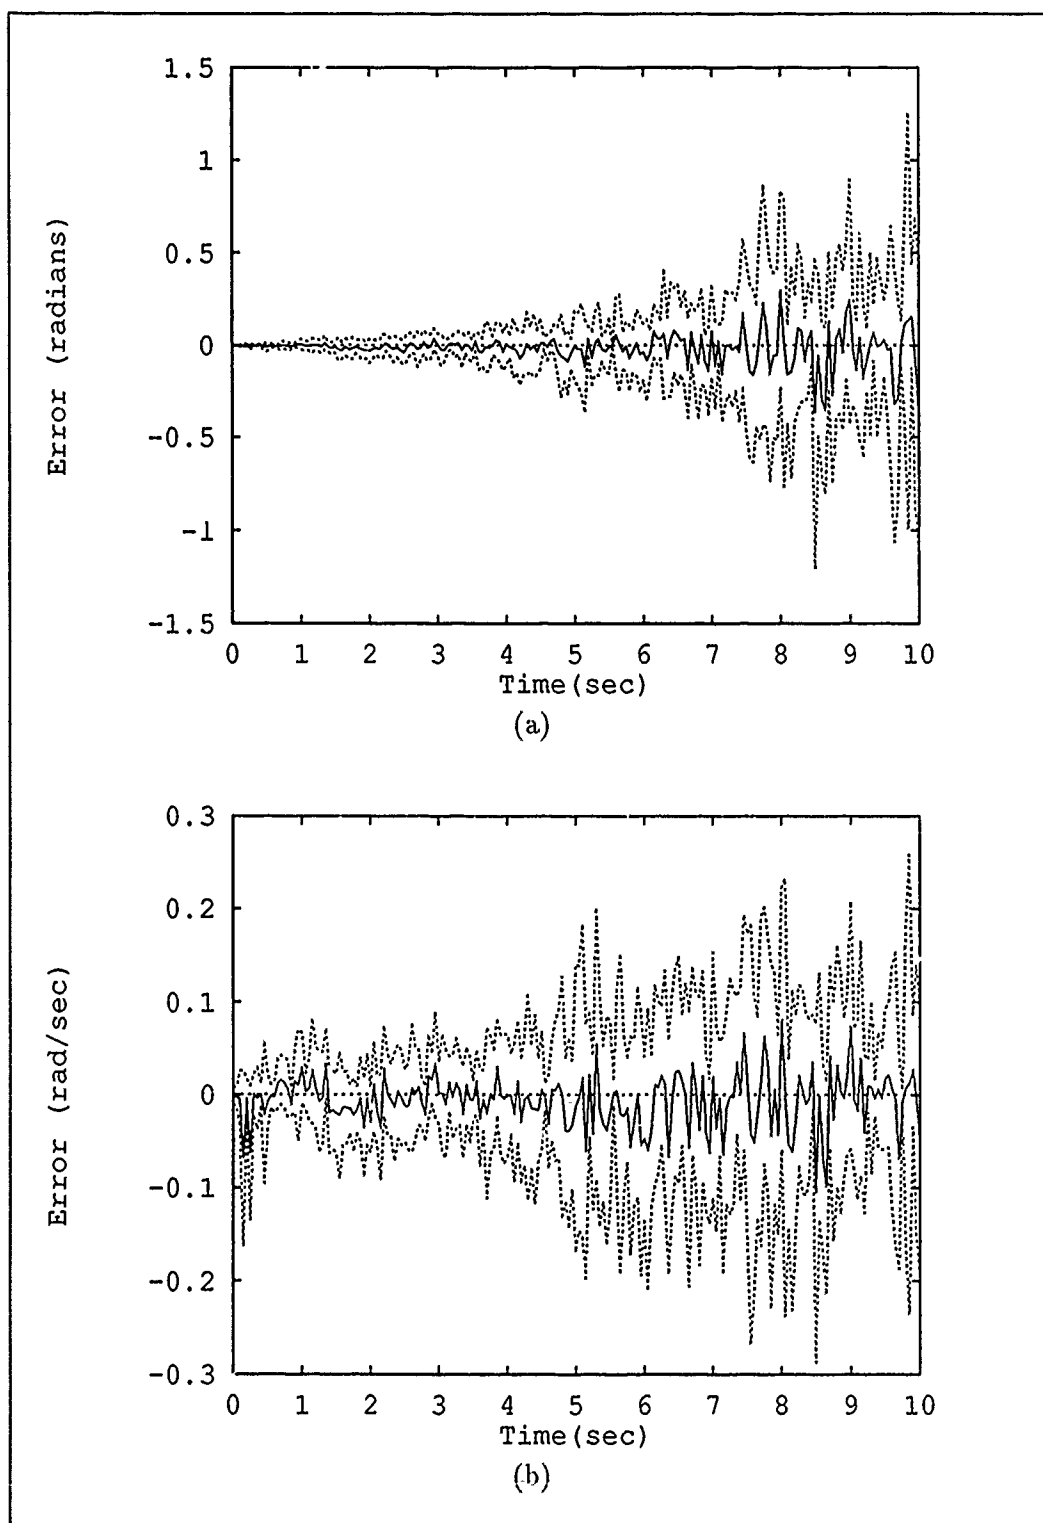 1.5
1
0.5
0
-0.5
-1
-1.5
Error (radians)
0 1 2 3 4 5 6 7 8 9 10
Time(sec)
(a)
0.3
0.2
0.1
0
-0.1
-0.2
-0.3
Error (rad/sec)
0 1 2 3 4 5 6 7 8 9 10
Time(sec)
(b)